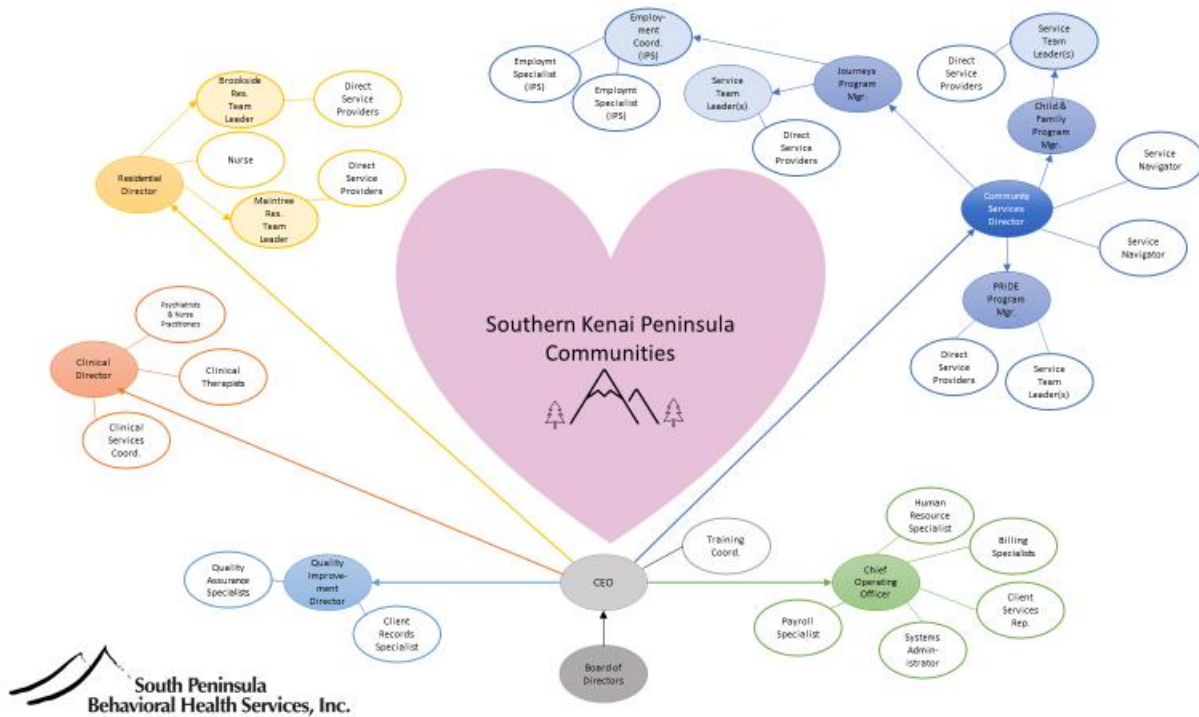 Employ-
ment
Coord.
(IPS)
Employmt
Specialist
(IPS)
Employmt
Specialist
(IPS)
Service
Team
Leader(s)
Direct
Service
Providers
Journeys
Program
Mgr.
Service
Team
Leader(s)
Direct
Service
Providers
Child &
Family
Program
Mgr.
Service
Navigator
Community
Services
Director
Service
Navigator
PRIDE
Program
Mgr.
Direct
Service
Providers
Service
Team
Leader(s)
Brookside
Res.
Team
Leader
Direct
Service
Providers
Nurse
Residential
Director
Direct
Service
Providers
Maintree
Res.
Team
Leader
Southern Kenai Peninsula
Communities
Psychiatrists
& Nurse
Practitioners
Clinical
Director
Clinical
Therapists
Clinical
Services
Coord.
Quality
Assurance
Specialists
Quality
Improve-
ment
Director
Client
Records
Specialist
CEO
Training
Coord.
Board of
Directors
Human
Resource
Specialist
Billing
Specialists
Chief
Operating
Officer
Client
Services
Rep.
Payroll
Specialist
Systems
Admin-
istrator
South Peninsula
Behavioral Health Services, Inc.